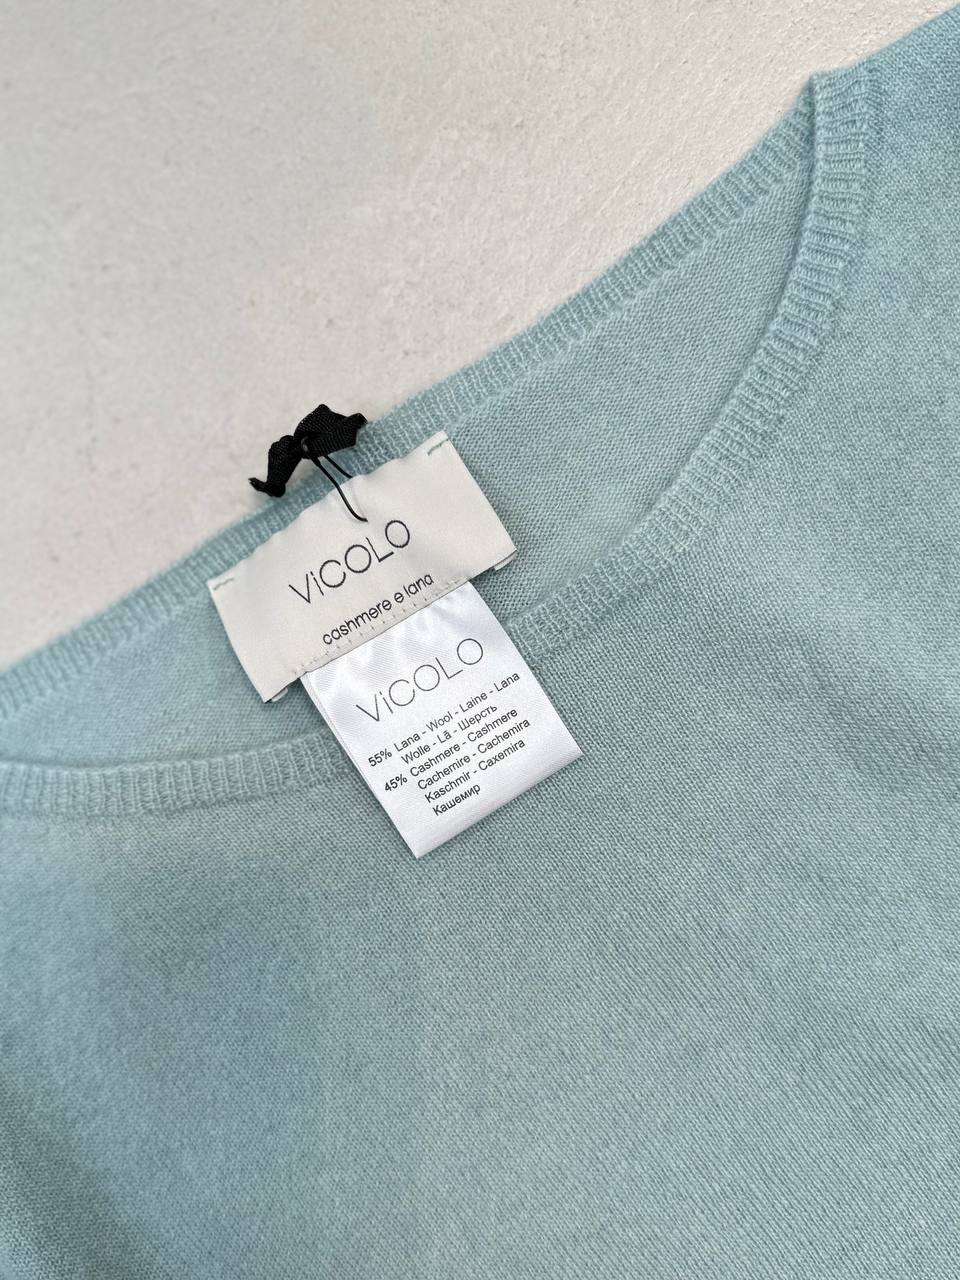 ViCOLO
cashmere e lana
ViCOLO
55% Lana - Wool - Laine - Lana
Wolle - Lã - Шерсть
45% Cashmere - Cashmere
Cachemire - Cachemira
Kaschmir - Caxemira
Кашемир